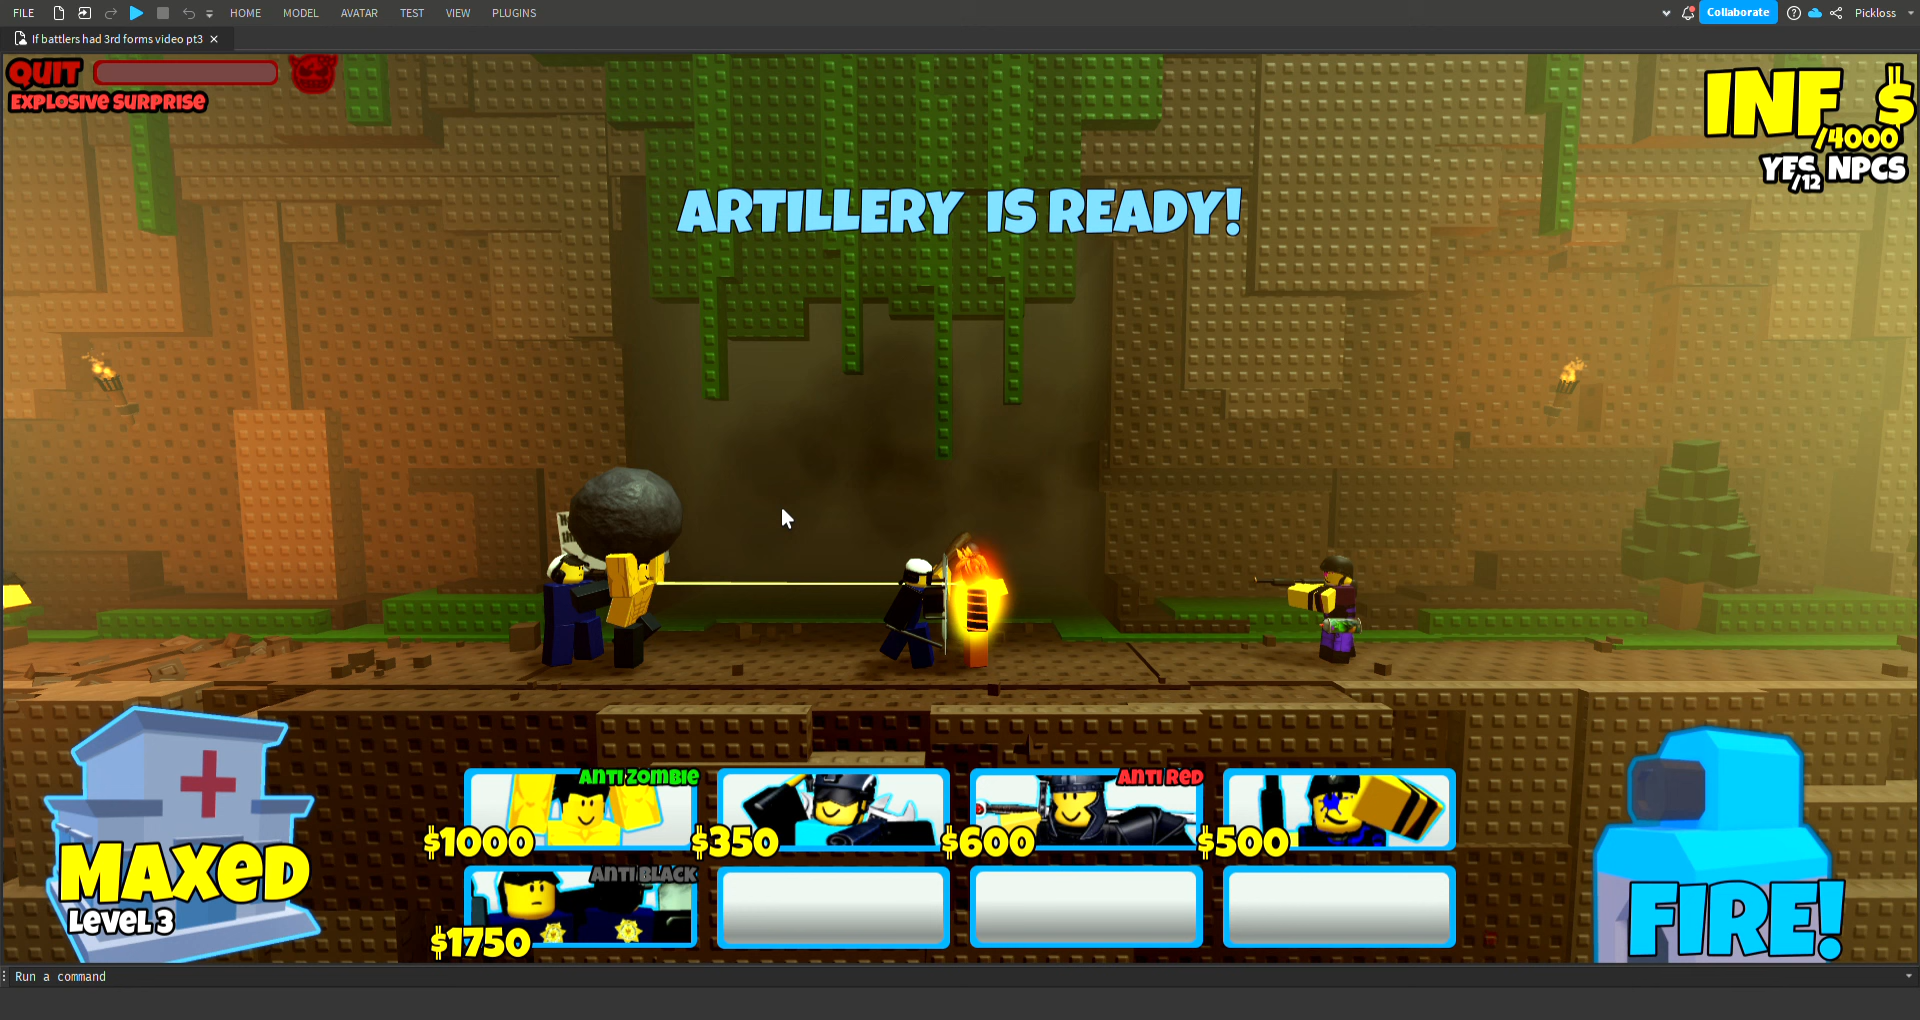 FILE
HOME
MODEL
AVATAR
TEST
VIEW
PLUGINS
Collaborate
Pickloss
If battlers had 3rd forms video pt3
QUIT
EXPLOSIVE SURPRISE
INF $
/4000
YES NPCS
/12
ARTILLERY IS READY!
ANTI ZOMBIE
$1000
$350
ANTI RED
$600
$500
ANTI BLACK
$1750
MAXED
LEVEL 3
FIRE!
Run a command